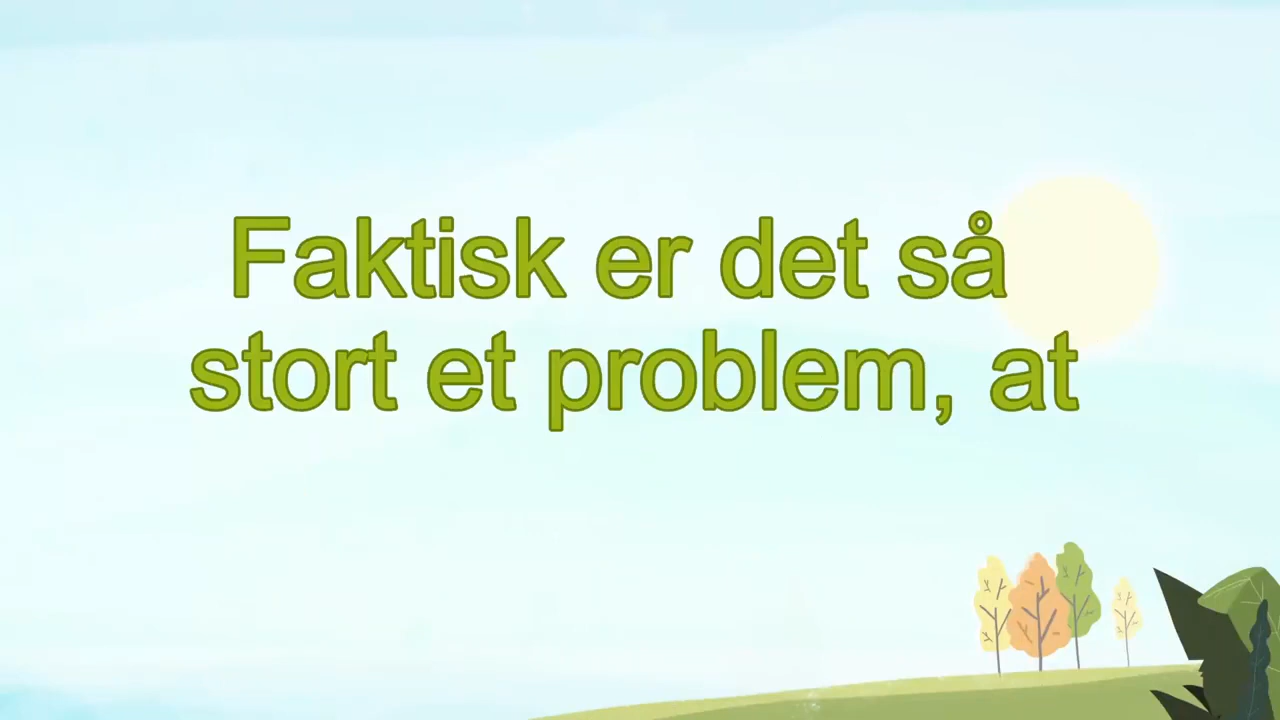 Faktisk er det så
stort et problem, at